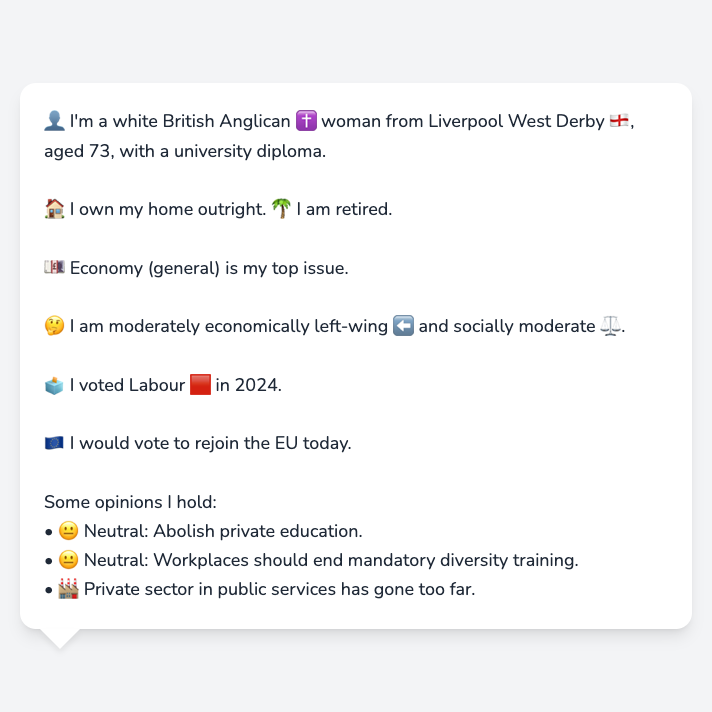 👤 I'm a white British Anglican ✝️ woman from Liverpool West Derby 🏴󠁧󠁢󠁥󠁮󠁧󠁿,
aged 73, with a university diploma.
🏠 I own my home outright. 🌴 I am retired.
💷 Economy (general) is my top issue.
🤔 I am moderately economically left-wing ⬅️ and socially moderate ⚖️.
🗳️ I voted Labour 🟥 in 2024.
🇪🇺 I would vote to rejoin the EU today.
Some opinions I hold:
• 😐 Neutral: Abolish private education.
• 😐 Neutral: Workplaces should end mandatory diversity training.
• 🏭 Private sector in public services has gone too far.